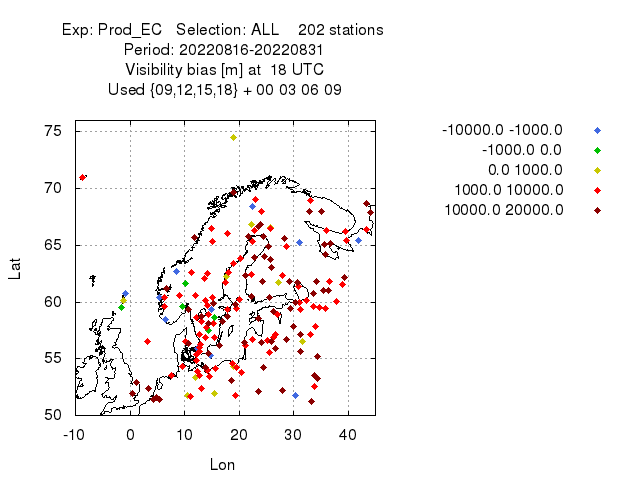 Exp: Prod_EC   Selection: ALL    202 stations
Period: 20220816-20220831
Visibility bias [m] at  18 UTC
Used {09,12,15,18} + 00 03 06 09
-10000.0 -1000.0
-1000.0 0.0
0.0 1000.0
1000.0 10000.0
10000.0 20000.0
Lat
75
70
65
60
55
50
-10
0
10
20
30
40
Lon